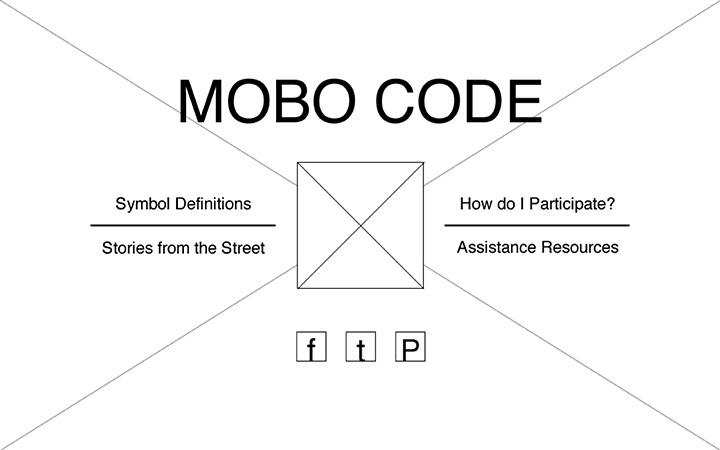 MOBO CODE
Symbol Definitions
Stories from the Street
How do I Participate?
Assistance Resources
f t P